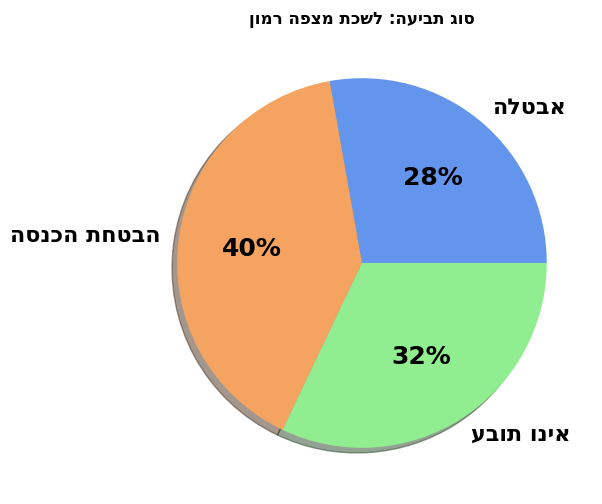 סוג תביעה: לשכת מצפה רמון
אבטלה
28%
הבטחת הכנסה
40%
32%
אינו תובע